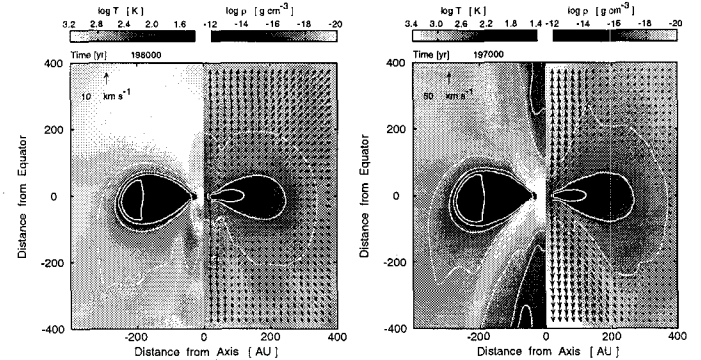 log T [ K ] log ρ [ g cm⁻³ ]
3.2 2.8 2.4 2.0 1.6 -12 -14 -16 -18 -20
Time [yr] 198000
10 km s⁻¹
400
200
0
-200
-400
Distance from Equator
-200 0 200 400
Distance from Axis [ AU ]
log T [ K ] log ρ [ g cm⁻³ ]
3.4 3.0 2.6 2.2 1.8 1.4 -12 -14 -16 -18 -20
Time [yr] 197000
50 km s⁻¹
400
200
0
-200
-400
Distance from Equator
-200 0 200 400
Distance from Axis [ AU ]